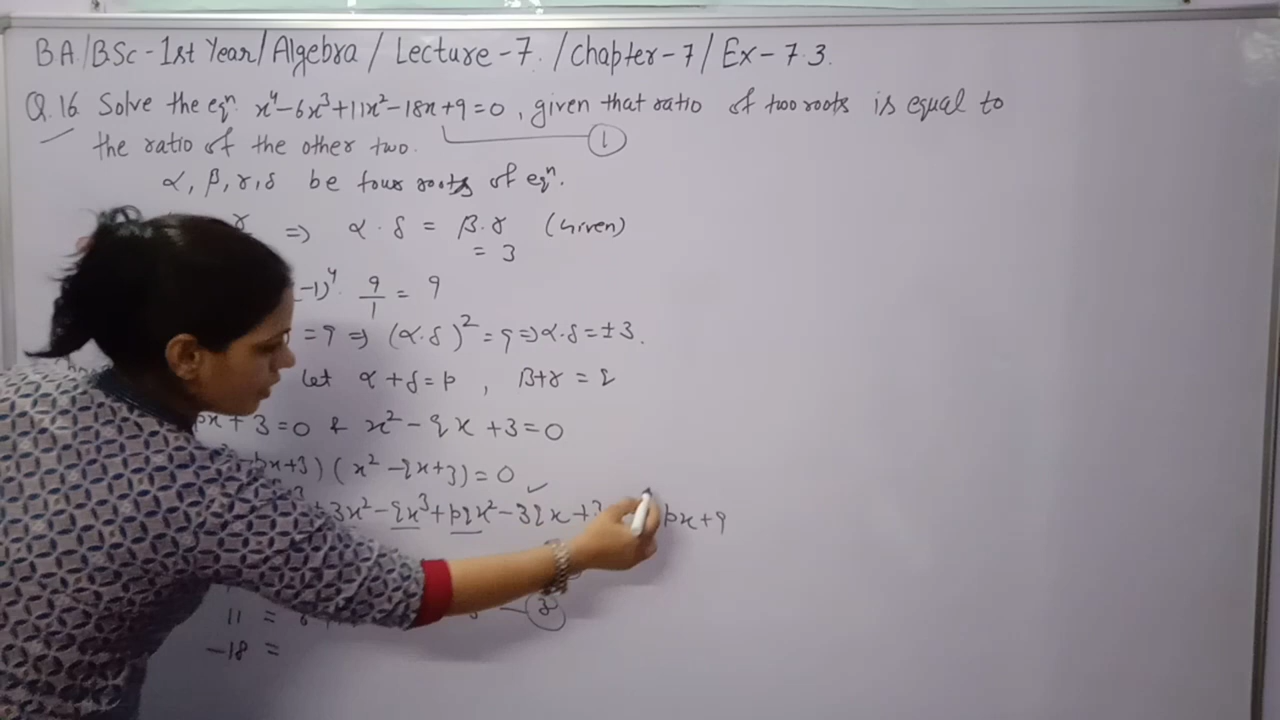 BA/BSc-1st Year/Algebra/Lecture-7./Chapter-7/Ex-7.3.
Q.16 Solve the eqⁿ x⁴-6x³+11x²-18x+9=0, given that ratio of two roots is equal to
the ratio of the other two. ①
α, β, γ, δ be four roots of eqⁿ.
γ ⇒ α·δ = β·γ (Given)
= 3
-1)⁴ 9/1 = 9
=9 ⇒ (α·δ)² = 9 ⇒ α·δ = ±3.
let α+δ=p, β+γ = q
px+3=0 & x²-qx+3=0
-px+3)(x²-qx+3)=0
+3x²-qx³+pqx²-3qx+3 px+9
11 =
-18 =